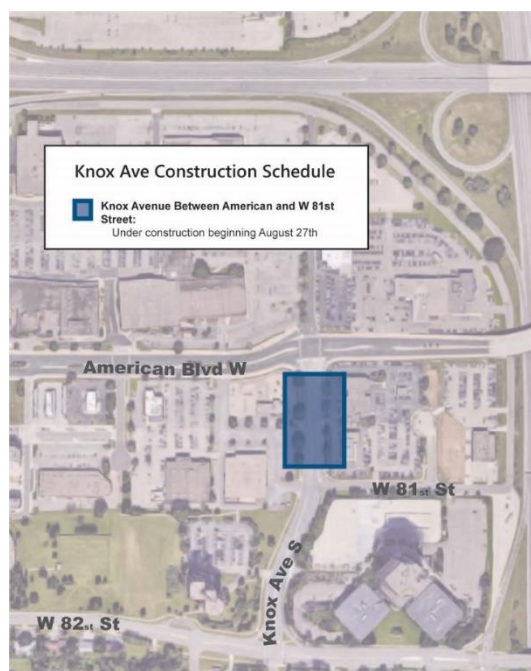 Knox Ave Construction Schedule
Knox Avenue Between American and W 81st
Street:
Under construction beginning August 27th
American Blvd W
W 81st St
Knox Ave S
W 82st St